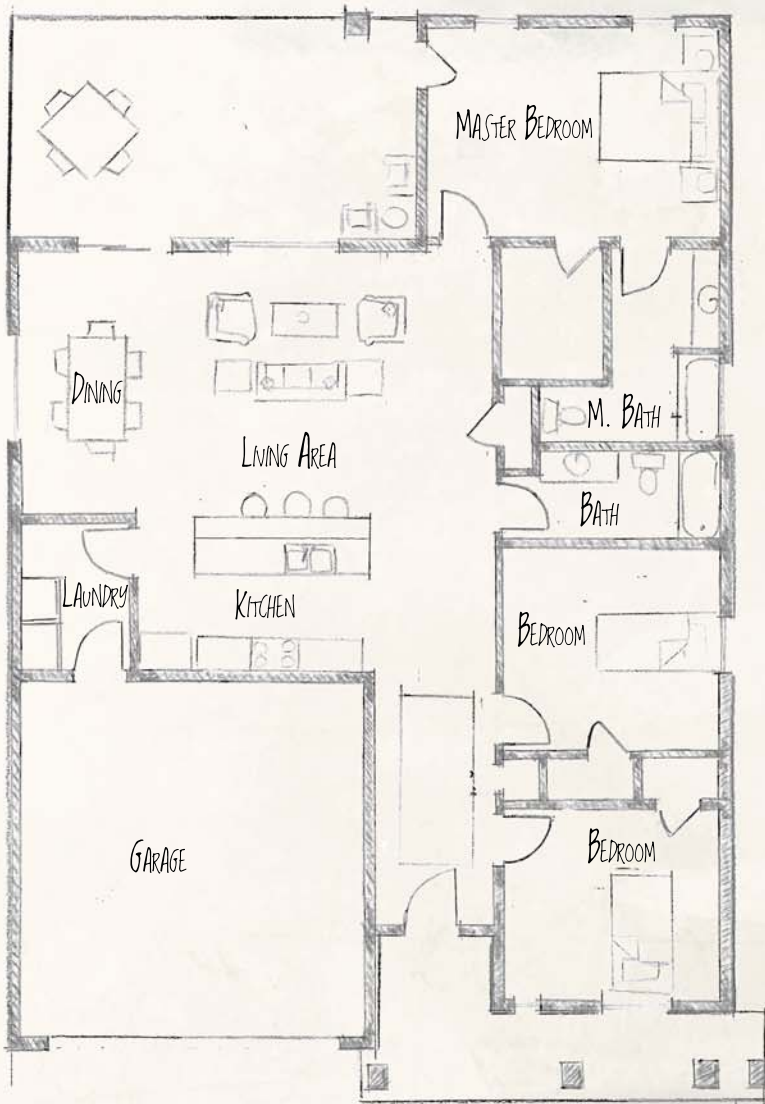 MASTER BEDROOM
DINING
M. BATH
LIVING AREA
BATH
LAUNDRY
KITCHEN
BEDROOM
BEDROOM
GARAGE